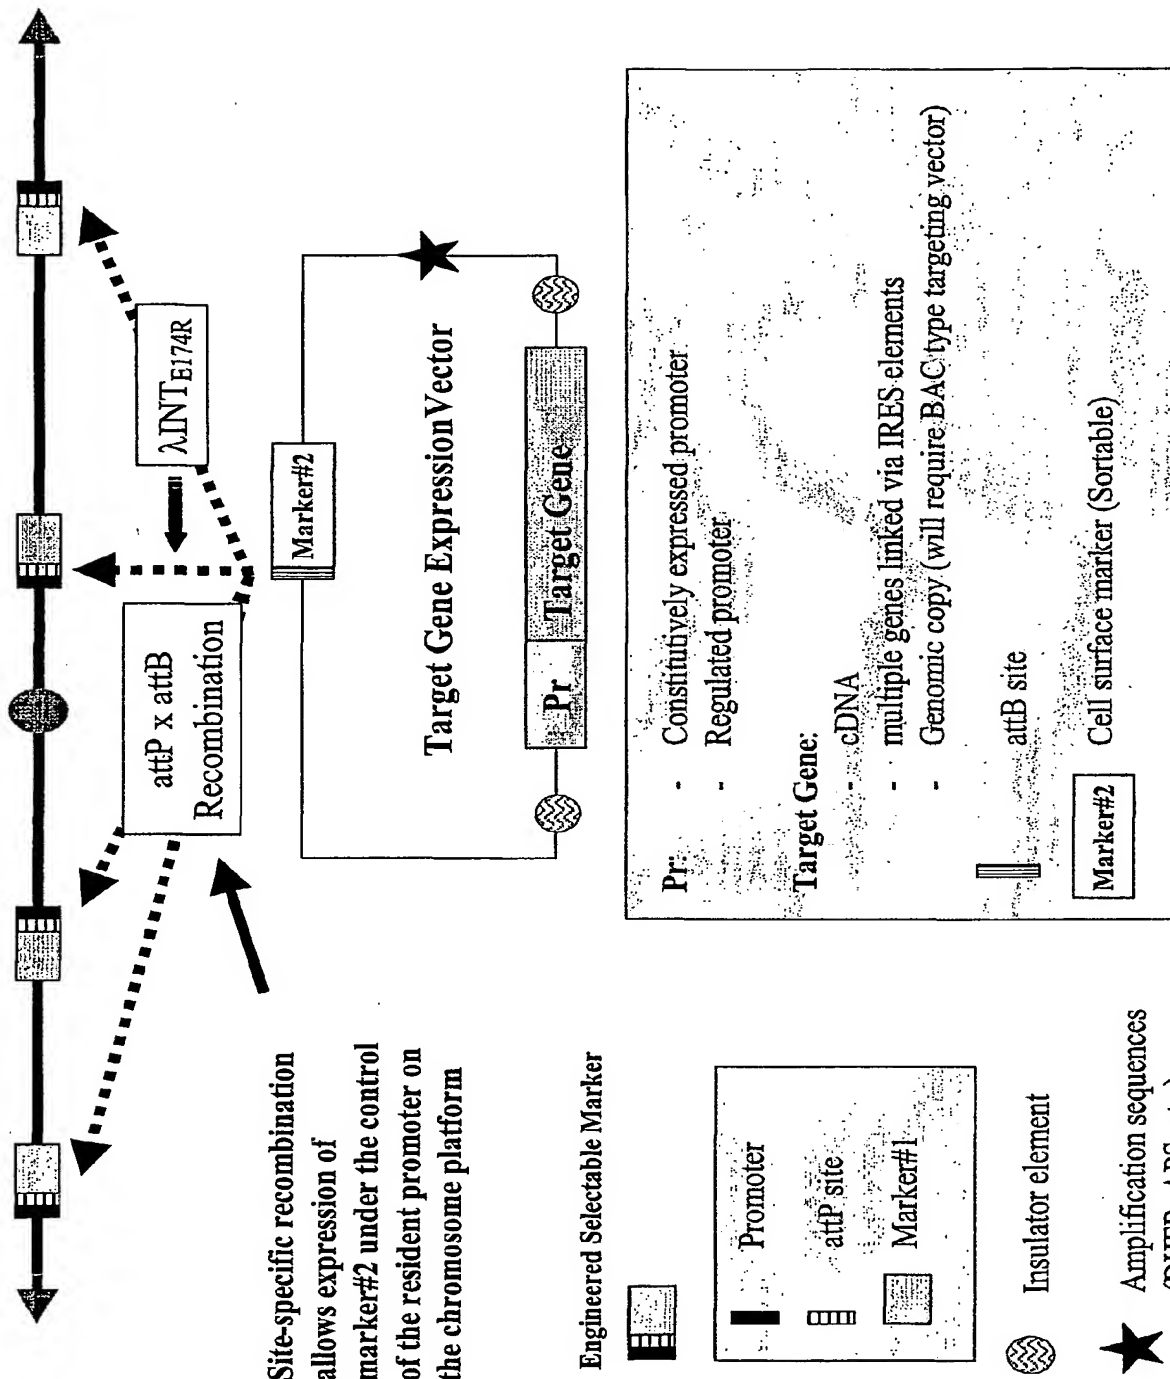 attP x attB
Recombination
λINT E174R
Marker#2
Target Gene Expression Vector
Pr
Target Gene
Site-specific recombination
allows expression of
marker#2 under the control
of the resident promoter on
the chromosome platform
Engineered Selectable Marker
Promoter
attP site
Marker#1
Insulator element
Amplification sequences
Pr:
- Constitutively expressed promoter
- Regulated promoter
Target Gene:
- cDNA
- multiple genes linked via IRES elements
- Genomic copy (will require BAC type targeting vector)
attB site
Marker#2
Cell surface marker (Sortable)